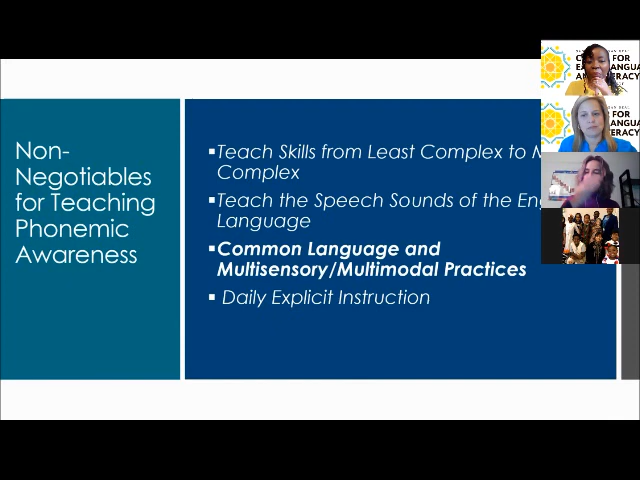 Non-
Negotiables
for Teaching
Phonemic
Awareness
▪Teach Skills from Least Complex to
Complex
▪Teach the Speech Sounds of the
Language
▪Common Language and
Multisensory/Multimodal Practices
▪ Daily Explicit Instruction
FOR